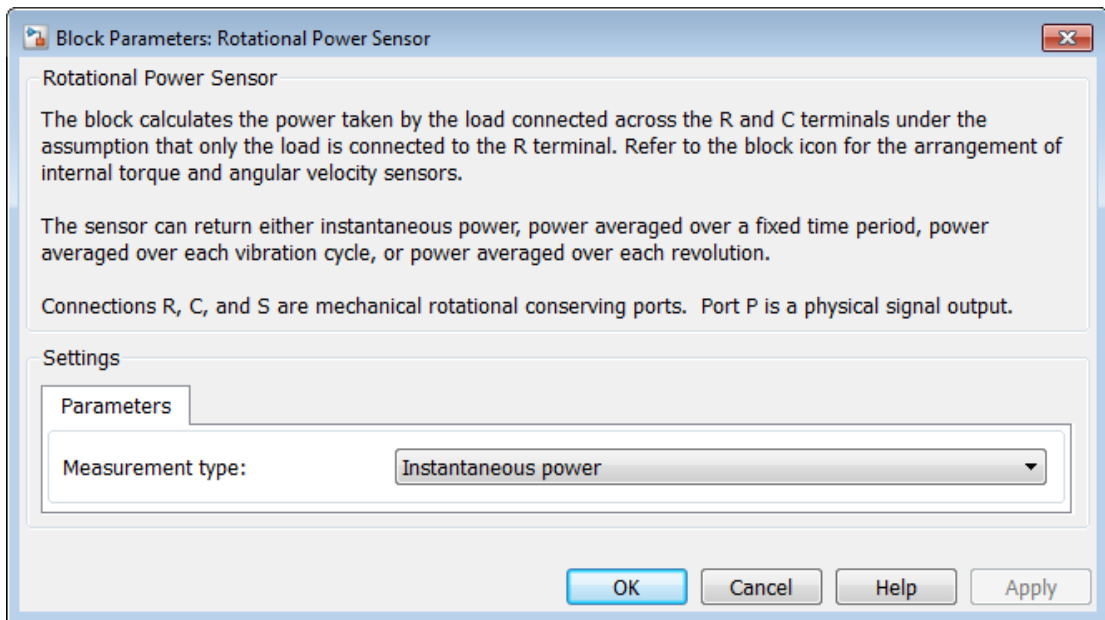 Block Parameters: Rotational Power Sensor
Rotational Power Sensor
The block calculates the power taken by the load connected across the R and C terminals under the
assumption that only the load is connected to the R terminal. Refer to the block icon for the arrangement of
internal torque and angular velocity sensors.
The sensor can return either instantaneous power, power averaged over a fixed time period, power
averaged over each vibration cycle, or power averaged over each revolution.
Connections R, C, and S are mechanical rotational conserving ports.  Port P is a physical signal output.
Settings
Parameters
Measurement type: Instantaneous power
OK Cancel Help Apply